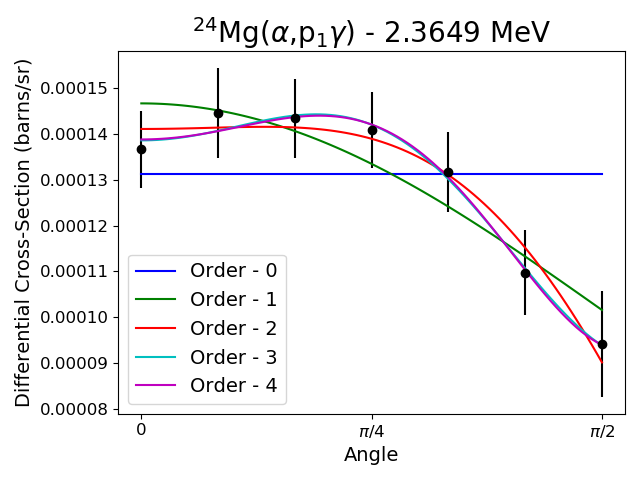 ²⁴Mg(α,p₁γ) - 2.3649 MeV
Differential Cross-Section (barns/sr)
0.00015
0.00014
0.00013
0.00012
0.00011
0.00010
0.00009
0.00008
Order - 0
Order - 1
Order - 2
Order - 3
Order - 4
0
π/4
π/2
Angle